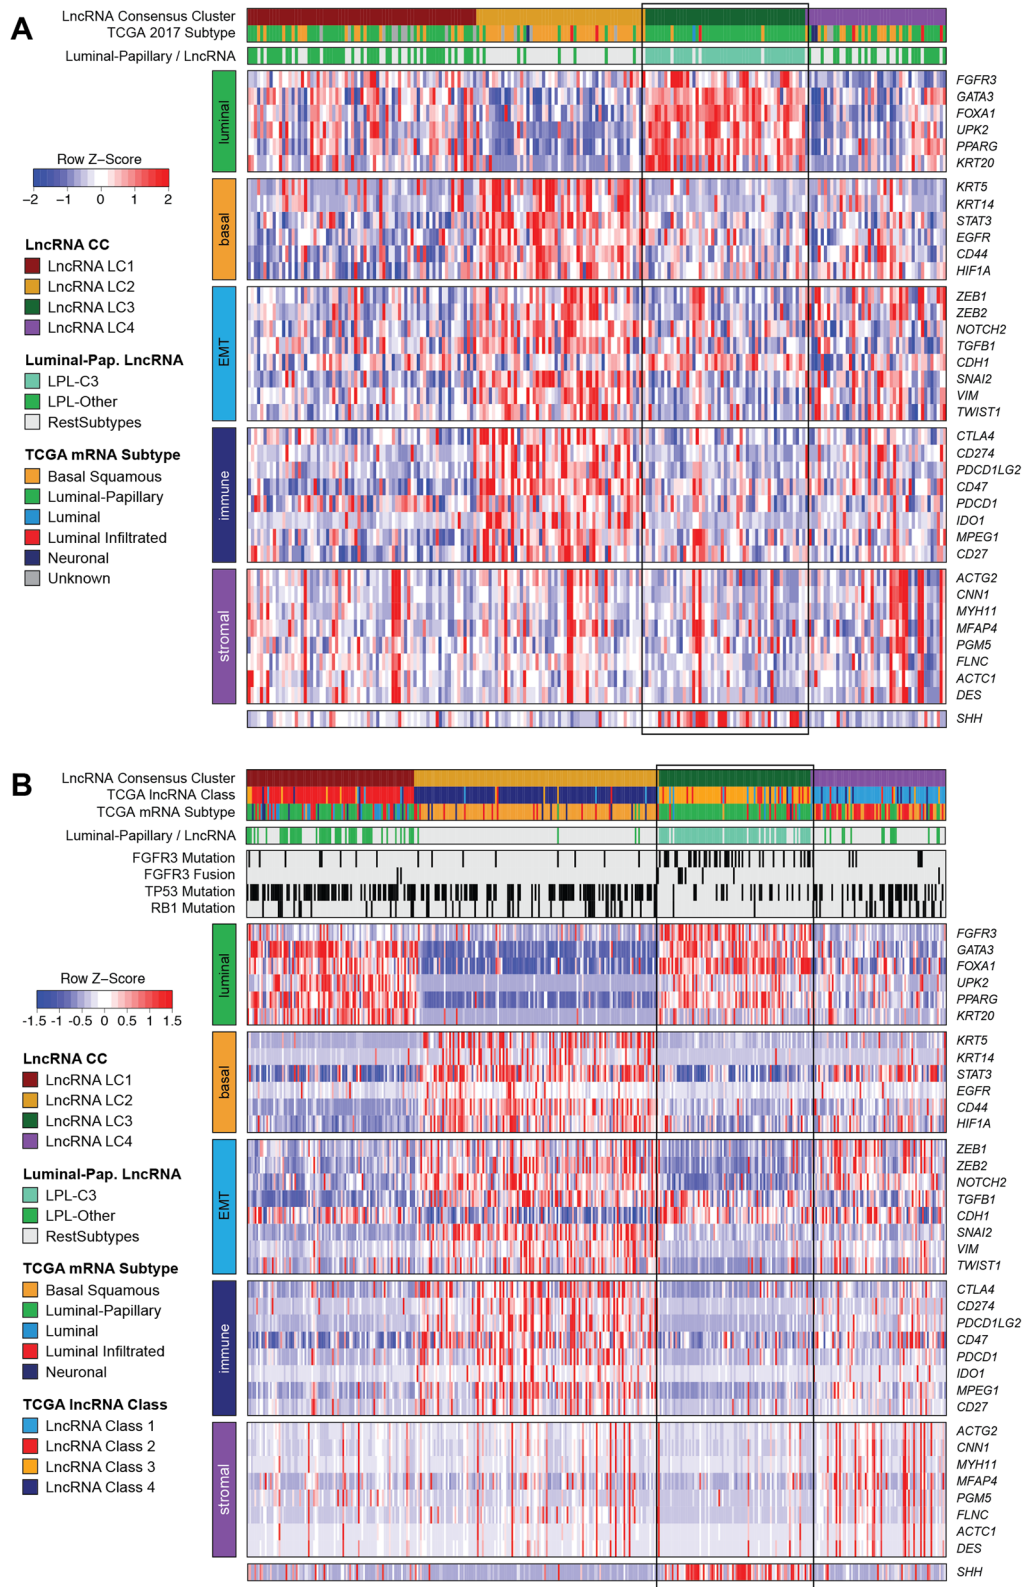 A
LncRNA Consensus Cluster
TCGA 2017 Subtype
Luminal-Papillary / LncRNA
luminal
FGFR3
GATA3
FOXA1
UPK2
PPARG
KRT20
Row Z−Score
−2 −1 0 1 2
basal
KRT5
KRT14
STAT3
EGFR
CD44
HIF1A
LncRNA CC
LncRNA LC1
LncRNA LC2
LncRNA LC3
LncRNA LC4
EMT
ZEB1
ZEB2
NOTCH2
TGFB1
CDH1
SNAI2
VIM
TWIST1
Luminal-Pap. LncRNA
LPL-C3
LPL-Other
RestSubtypes
TCGA mRNA Subtype
Basal Squamous
Luminal-Papillary
Luminal
Luminal Infiltrated
Neuronal
Unknown
immune
CTLA4
CD274
PDCD1LG2
CD47
PDCD1
IDO1
MPEG1
CD27
stromal
ACTG2
CNN1
MYH11
MFAP4
PGM5
FLNC
ACTC1
DES
SHH
B
LncRNA Consensus Cluster
TCGA lncRNA Class
TCGA mRNA Subtype
Luminal-Papillary / LncRNA
FGFR3 Mutation
FGFR3 Fusion
TP53 Mutation
RB1 Mutation
luminal
FGFR3
GATA3
FOXA1
UPK2
PPARG
KRT20
Row Z−Score
-1.5 -1 -0.5 0 0.5 1 1.5
basal
KRT5
KRT14
STAT3
EGFR
CD44
HIF1A
LncRNA CC
LncRNA LC1
LncRNA LC2
LncRNA LC3
LncRNA LC4
EMT
ZEB1
ZEB2
NOTCH2
TGFB1
CDH1
SNAI2
VIM
TWIST1
Luminal-Pap. LncRNA
LPL-C3
LPL-Other
RestSubtypes
TCGA mRNA Subtype
Basal Squamous
Luminal-Papillary
Luminal
Luminal Infiltrated
Neuronal
immune
CTLA4
CD274
PDCD1LG2
CD47
PDCD1
IDO1
MPEG1
CD27
TCGA lncRNA Class
LncRNA Class 1
LncRNA Class 2
LncRNA Class 3
LncRNA Class 4
stromal
ACTG2
CNN1
MYH11
MFAP4
PGM5
FLNC
ACTC1
DES
SHH